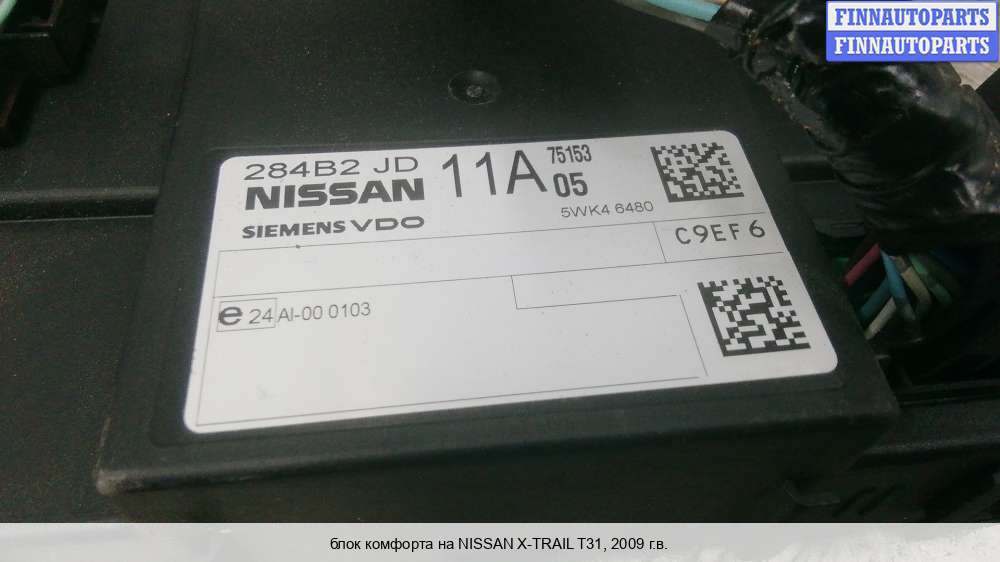 FINNAUTOPARTS
FINNAUTOPARTS
284B2 JD 11A 75153
NISSAN 05
SIEMENS VDO 5WK4 6480
C9EF6
e 24 AI-00 0103
блок комфорта на NISSAN X-TRAIL T31, 2009 г.в.